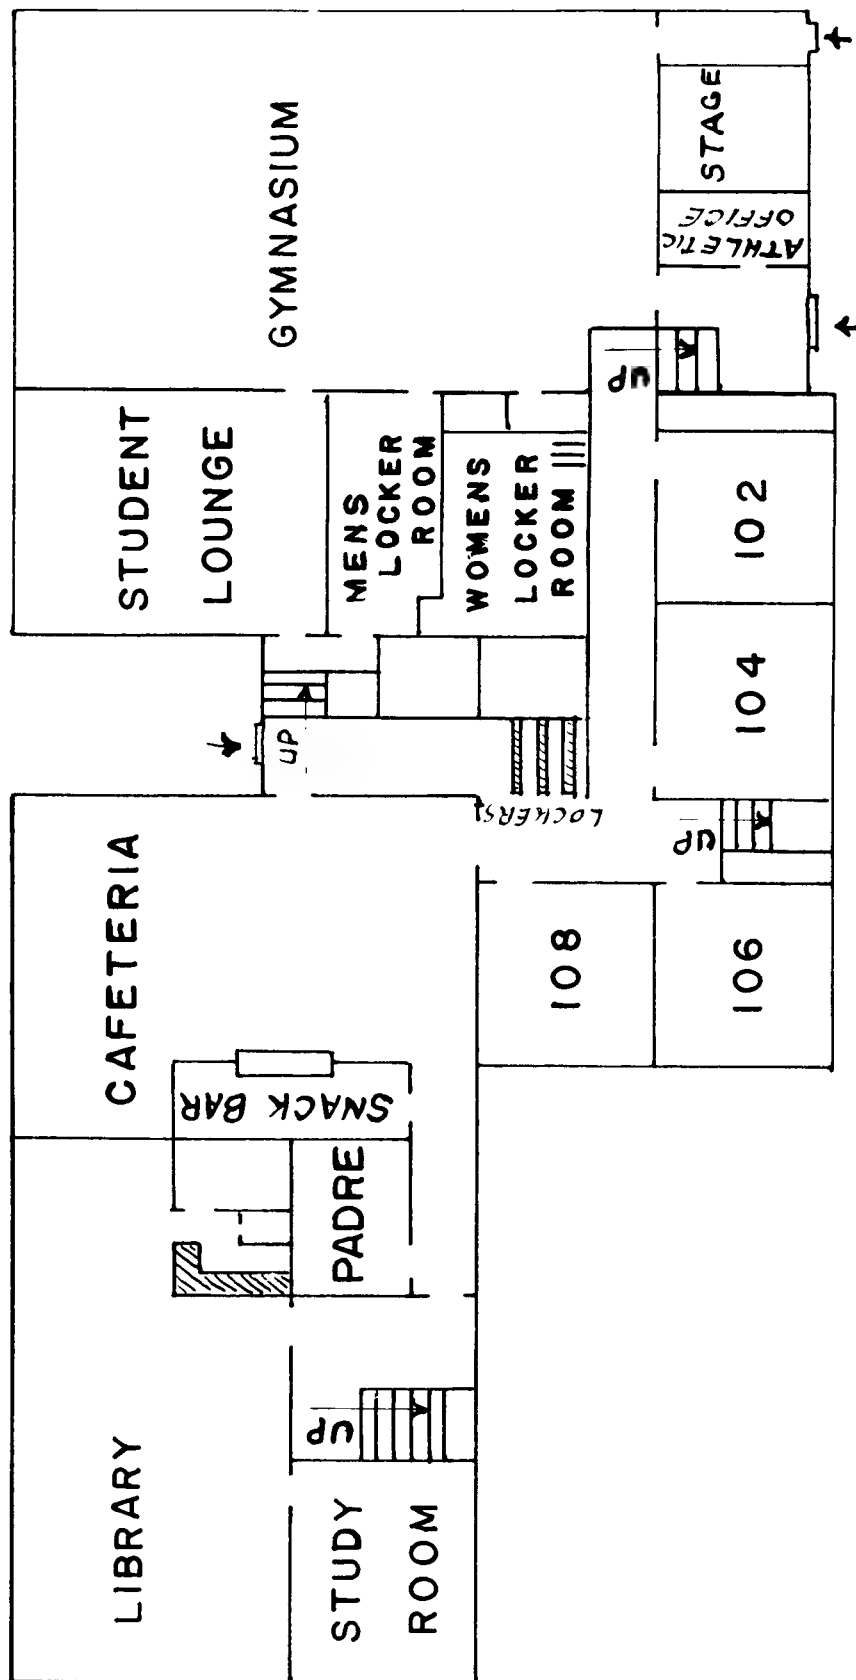 LIBRARY
CAFETERIA
STUDENT
LOUNGE
GYMNASIUM
SNACK BAR
UP
STUDY
ROOM
UP
PADRE
MENS
LOCKER
ROOM
WOMENS
LOCKER
ROOM
LOCKERS
UP
108
UP
106
104
102
ATHLETIC
OFFICE
STAGE